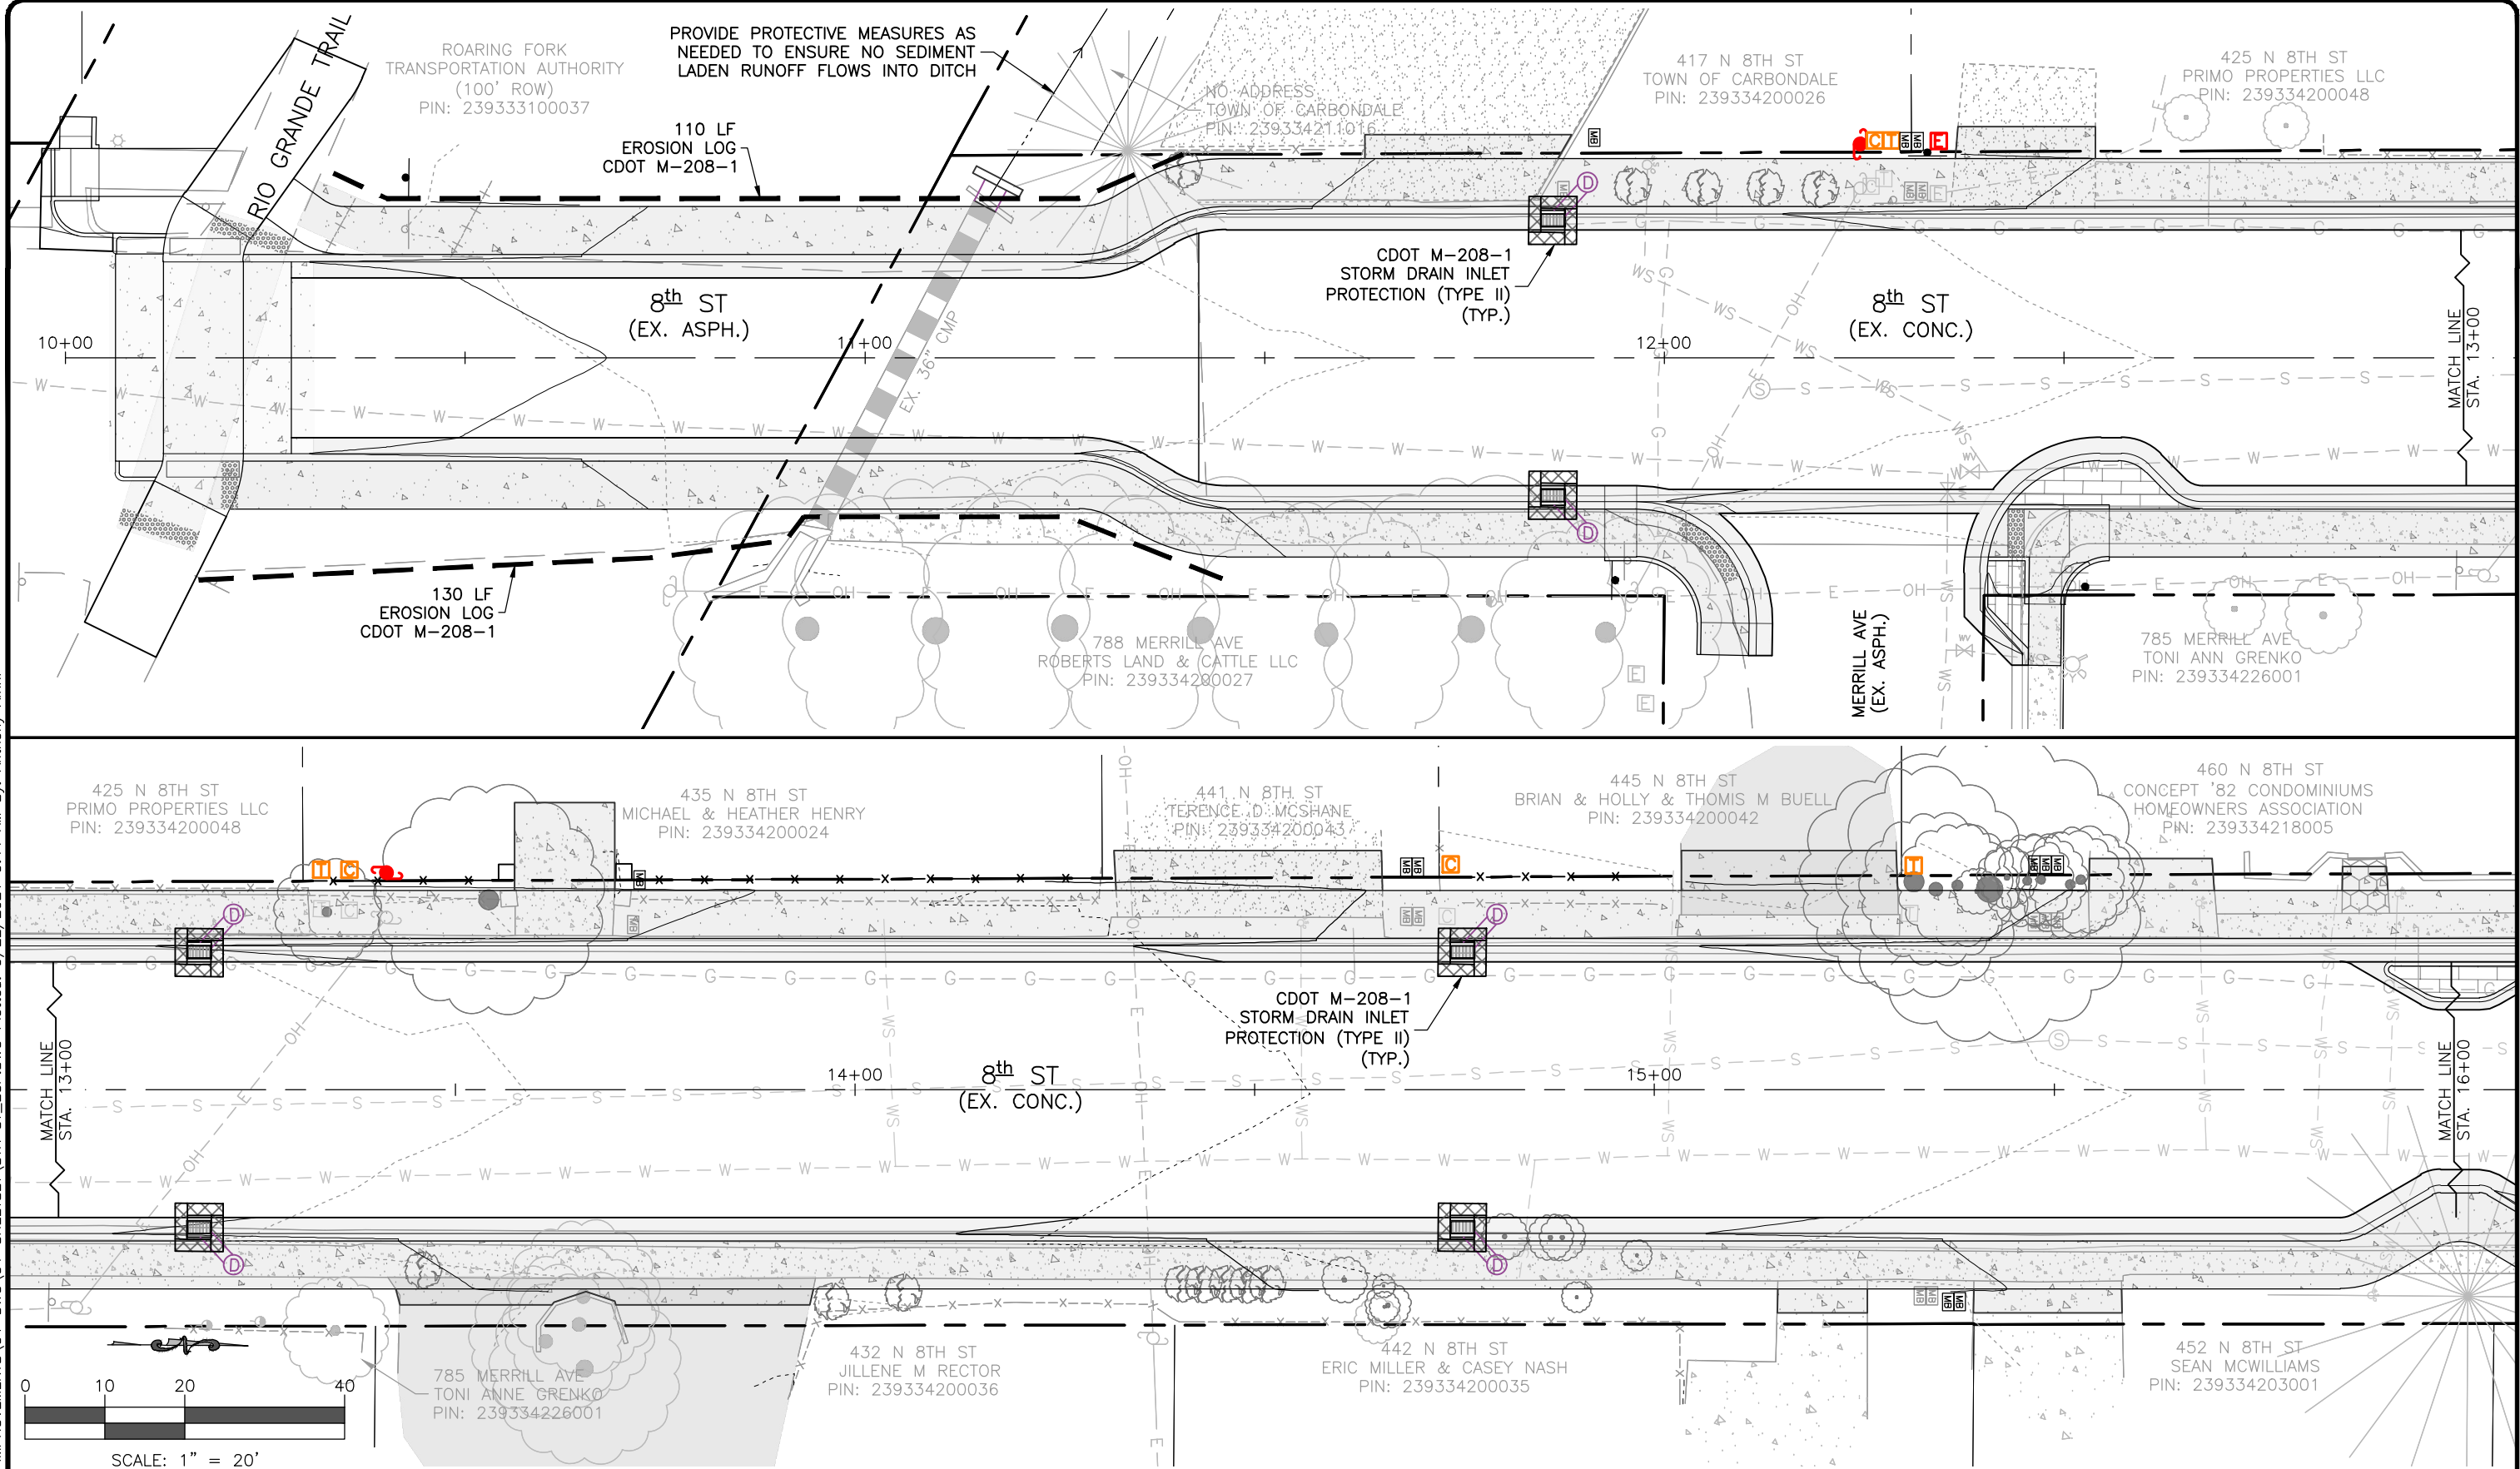 PROVIDE PROTECTIVE MEASURES AS
NEEDED TO ENSURE NO SEDIMENT
LADEN RUNOFF FLOWS INTO DITCH
ROARING FORK
TRANSPORTATION AUTHORITY
(100' ROW)
PIN: 239333100037
RIO GRANDE TRAIL
110 LF
EROSION LOG
CDOT M-208-1
NO ADDRESS
TOWN OF CARBONDALE
PIN: 239334211016
417 N 8TH ST
TOWN OF CARBONDALE
PIN: 239334200026
425 N 8TH ST
PRIMO PROPERTIES LLC
PIN: 239334200048
CDOT M-208-1
STORM DRAIN INLET
PROTECTION (TYPE II)
(TYP.)
8th ST
(EX. ASPH.)
8th ST
(EX. CONC.)
10+00
11+00
12+00
EX. 36" CMP
MATCH LINE
STA. 13+00
130 LF
EROSION LOG
CDOT M-208-1
788 MERRILL AVE
ROBERTS LAND & CATTLE LLC
PIN: 239334200027
MERRILL AVE
(EX. ASPH.)
785 MERRILL AVE
TONI ANN GRENKO
PIN: 239334226001
425 N 8TH ST
PRIMO PROPERTIES LLC
PIN: 239334200048
435 N 8TH ST
MICHAEL & HEATHER HENRY
PIN: 239334200024
441 N 8TH ST
TERENCE D MCSHANE
PIN: 239334200043
445 N 8TH ST
BRIAN & HOLLY & THOMIS M BUELL
PIN: 239334200042
460 N 8TH ST
CONCEPT '82 CONDOMINIUMS
HOMEOWNERS ASSOCIATION
PIN: 239334218005
CDOT M-208-1
STORM DRAIN INLET
PROTECTION (TYPE II)
(TYP.)
MATCH LINE
STA. 13+00
14+00
8th ST
(EX. CONC.)
15+00
MATCH LINE
STA. 16+00
785 MERRILL AVE
TONI ANNE GRENKO
PIN: 239334226001
432 N 8TH ST
JILLENE M RECTOR
PIN: 239334200036
442 N 8TH ST
ERIC MILLER & CASEY NASH
PIN: 239334200035
452 N 8TH ST
SEAN MCWILLIAMS
PIN: 239334203001
0 10 20 40
SCALE: 1" = 20'